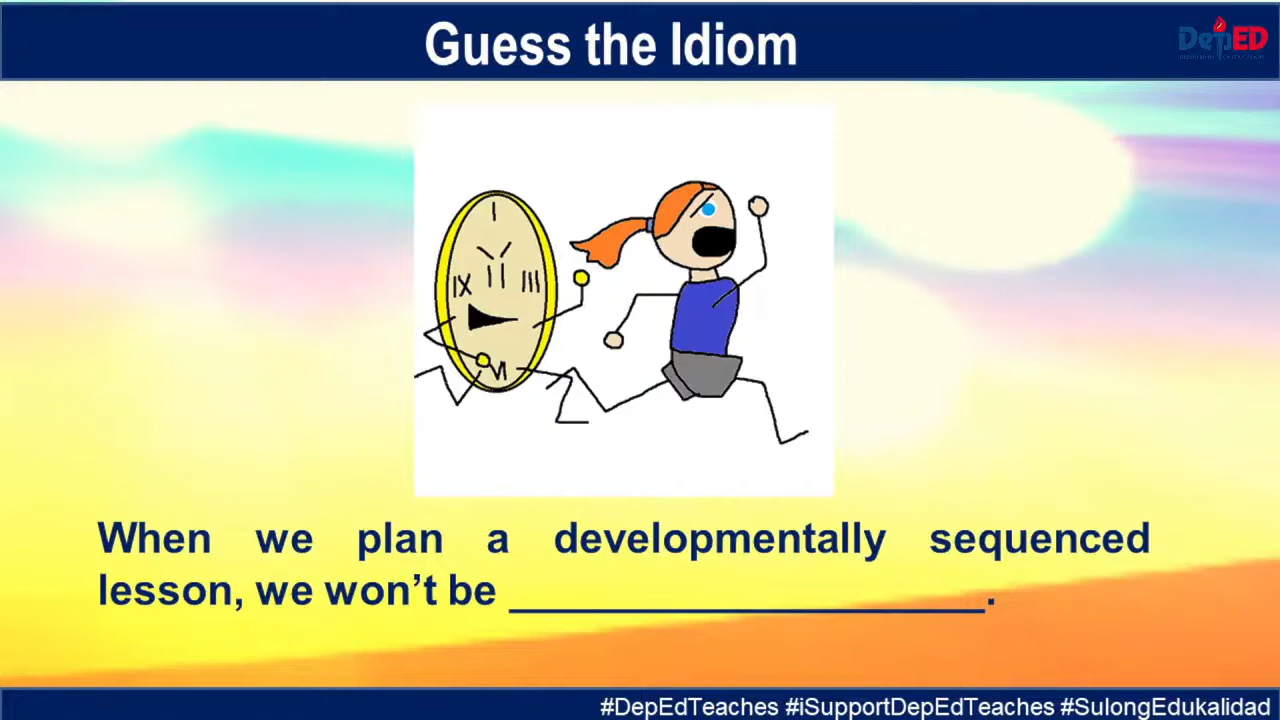 Guess the Idiom
DepED
I
IX
III
VI
When we plan a developmentally sequenced
lesson, we won’t be ____________________.
#DepEdTeaches #iSupportDepEdTeaches #SulongEdukalidad